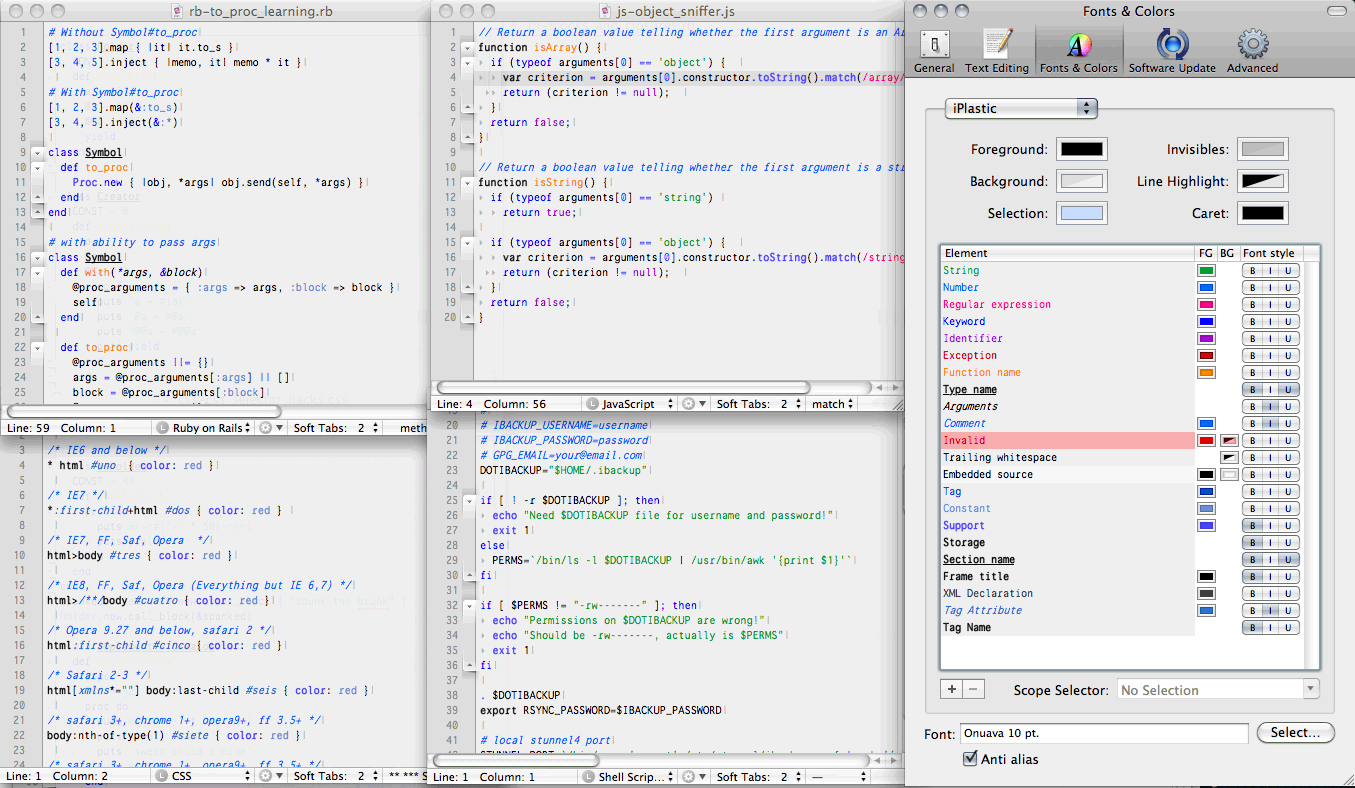 rb-to_proc_learning.rb
1 # Without Symbol#to_proc
2 [1, 2, 3].map { |it| it.to_s }
3 [3, 4, 5].inject { |memo, it| memo * it }
4
5 # With Symbol#to_proc
6 [1, 2, 3].map(&:to_s)
7 [3, 4, 5].inject(&:*)
8
9 class Symbol
10 def to_proc
11 Proc.new { |obj, *args| obj.send(self, *args) }
12 end
13 end
14
15 # with ability to pass args
16 class Symbol
17 def with(*args, &block)
18 @proc_arguments = { :args => args, :block => block }
19 self
20 end
21
22 def to_proc
23 @proc_arguments ||= {}
24 args = @proc_arguments[:args] || []
25 block = @proc_arguments[:block]
Line: 59 Column: 1 Ruby on Rails Soft Tabs: 2 meth
js-object_sniffer.js
1 // Return a boolean value telling whether the first argument is an Ar
2 function isArray() {
3 if (typeof arguments[0] == 'object') {
4 var criterion = arguments[0].constructor.toString().match(/array/
5 return (criterion != null);
6 }
7 return false;
8 }
9
10 // Return a boolean value telling whether the first argument is a str
11 function isString() {
12 if (typeof arguments[0] == 'string')
13 return true;
14
15 if (typeof arguments[0] == 'object') {
16 var criterion = arguments[0].constructor.toString().match(/string
17 return (criterion != null);
18 }
19 return false;
20 }
Line: 4 Column: 56 JavaScript Soft Tabs: 2 match
3 /* IE6 and below */
4 * html #uno { color: red }
5
6 /* IE7 */
7 *:first-child+html #dos { color: red }
8
9 /* IE7, FF, Saf, Opera */
10 html>body #tres { color: red }
11
12 /* IE8, FF, Saf, Opera (Everything but IE 6,7) */
13 html>/**/body #cuatro { color: red }
14
15 /* Opera 9.27 and below, safari 2 */
16 html:first-child #cinco { color: red }
17
18 /* Safari 2-3 */
19 html[xmlns*=""] body:last-child #seis { color: red }
20
21 /* safari 3+, chrome 1+, opera9+, ff 3.5+ */
22 body:nth-of-type(1) #siete { color: red }
23
24 /* safari 3+, chrome 1+, opera9+, ff 3.5+ */
Line: 1 Column: 2 CSS Soft Tabs: 2 ** *** S
20 # IBACKUP_USERNAME=username
21 # IBACKUP_PASSWORD=password
22 # GPG_EMAIL=your@email.com
23 DOTIBACKUP="$HOME/.ibackup"
24
25 if [ ! -r $DOTIBACKUP ]; then
26 echo "Need $DOTIBACKUP file for username and password!"
27 exit 1
28 else
29 PERMS=`/bin/ls -l $DOTIBACKUP | /usr/bin/awk '{print $1}'`
30 fi
31
32 if [ $PERMS != "-rw-------" ]; then
33 echo "Permissions on $DOTIBACKUP are wrong!"
34 echo "Should be -rw-------, actually is $PERMS"
35 exit 1
36 fi
37
38 . $DOTIBACKUP
39 export RSYNC_PASSWORD=$IBACKUP_PASSWORD
40
41 # local stunnel4 port
Line: 1 Column: 1 Shell Scrip... Soft Tabs: 2 —
Fonts & Colors
General Text Editing Fonts & Colors Software Update Advanced
iPlastic
Foreground: Invisibles:
Background: Line Highlight:
Selection: Caret:
Element FG BG Font style
String B I U
Number B I U
Regular expression B I U
Keyword B I U
Identifier B I U
Exception B I U
Function name B I U
Type name B I U
Arguments B I U
Comment B I U
Invalid B I U
Trailing whitespace B I U
Embedded source B I U
Tag B I U
Constant B I U
Support B I U
Storage B I U
Section name B I U
Frame title B I U
XML Declaration B I U
Tag Attribute B I U
Tag Name B I U
+ − Scope Selector: No Selection
Font: Onuava 10 pt. Select...
Anti alias